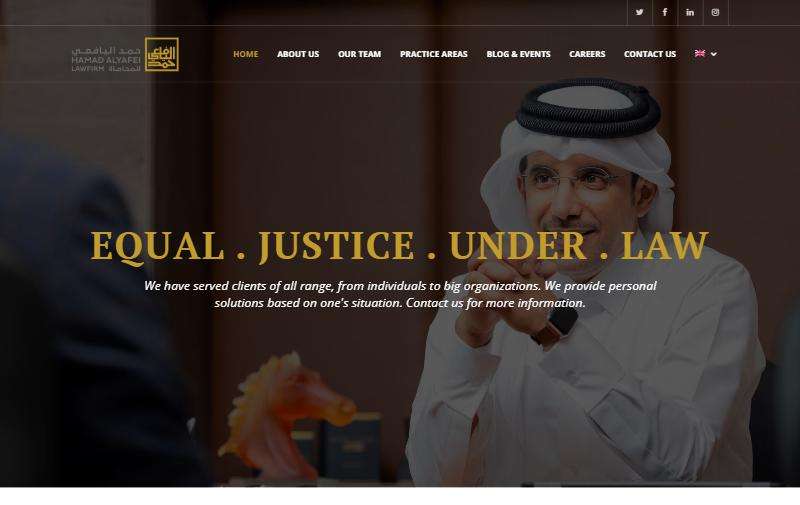 حمد اليافعي
HAMAD ALYAFEI
LAWFIRM للمحاماة
HOME ABOUT US OUR TEAM PRACTICE AREAS BLOG & EVENTS CAREERS CONTACT US
EQUAL . JUSTICE . UNDER . LAW
We have served clients of all range, from individuals to big organizations. We provide personal
solutions based on one's situation. Contact us for more information.